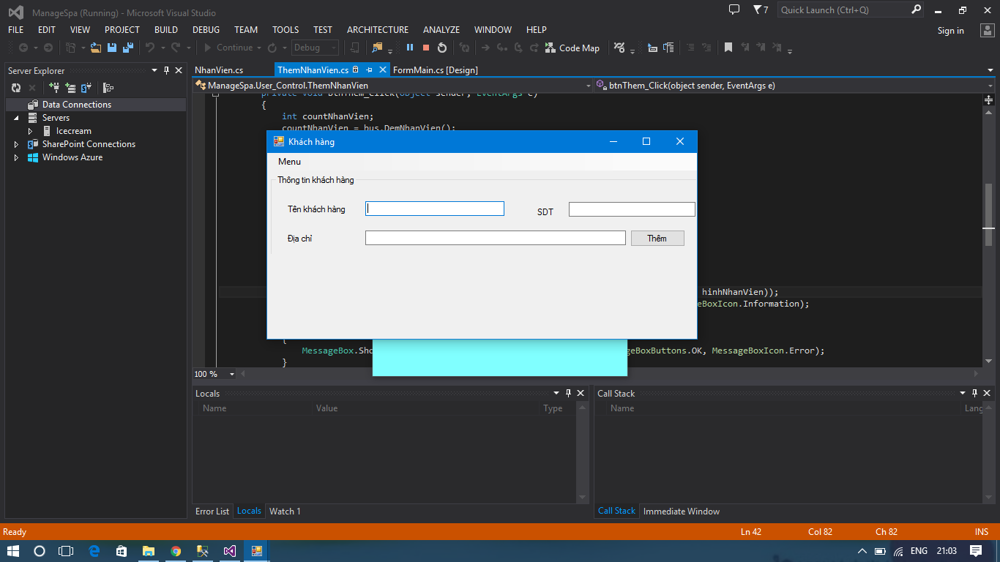 ManageSpa (Running) - Microsoft Visual Studio
7
Quick Launch (Ctrl+Q)
FILE EDIT VIEW PROJECT BUILD DEBUG TEAM TOOLS TEST ARCHITECTURE ANALYZE WINDOW HELP
Sign in
Continue Debug Code Map
Server Explorer
Data Connections
Servers
Icecream
SharePoint Connections
Windows Azure
NhanVien.cs ThemNhanVien.cs FormMain.cs [Design]
ManageSpa.User_Control.ThemNhanVien btnThem_Click(object sender, EventArgs e)
private void btnThem_Click(object sender, EventArgs e)
{
int countNhanVien;
countNhanVien = bus.DemNhanVien();
Khách hàng
Menu
Thông tin khách hàng
Tên khách hàng SDT
Địa chỉ Thêm
hinhNhanVien));
eBoxIcon.Information);
{
MessageBox.Sho geBoxButtons.OK, MessageBoxIcon.Error);
}
100 %
Locals
Name Value Type
Call Stack
Name Lang
Error List Locals Watch 1
Call Stack Immediate Window
Ready Ln 42 Col 82 Ch 82 INS
ENG 21:03